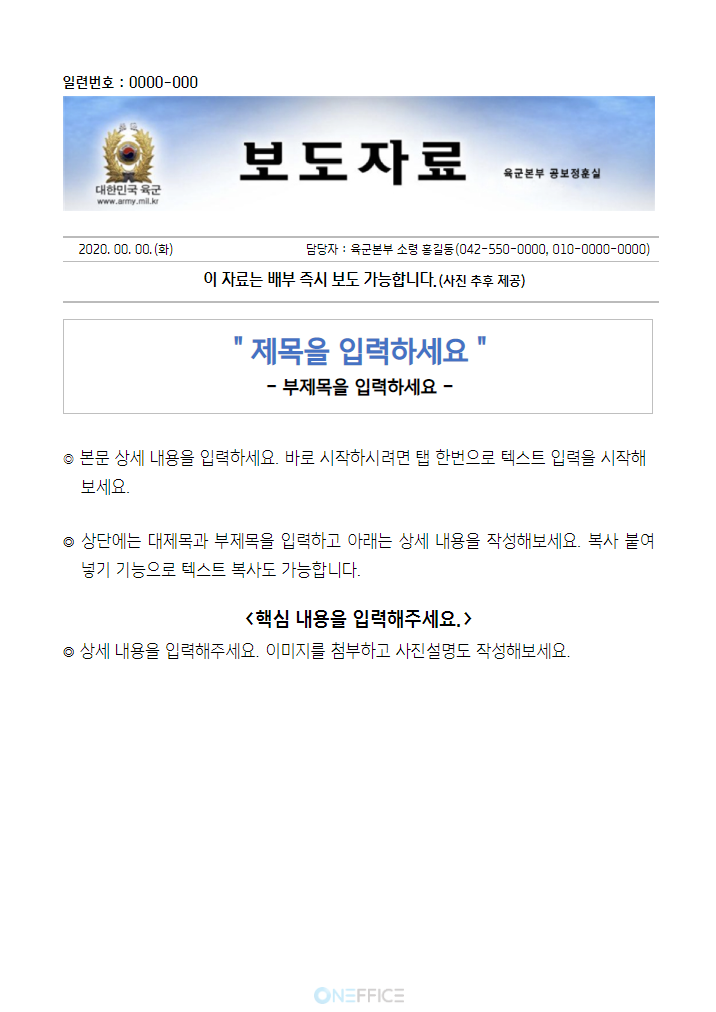 일련번호 : 0000-000
보도자료
육군본부 공보정훈실
대한민국 육군
www.army.mil.kr
2020. 00. 00.(화)
담당자 : 육군본부 소령 홍길동(042-550-0000, 010-0000-0000)
이 자료는 배부 즉시 보도 가능합니다.(사진 추후 제공)
" 제목을 입력하세요 "
- 부제목을 입력하세요 -
◎ 본문 상세 내용을 입력하세요. 바로 시작하시려면 탭 한번으로 텍스트 입력을 시작해
보세요.
◎ 상단에는 대제목과 부제목을 입력하고 아래는 상세 내용을 작성해보세요. 복사 붙여
넣기 기능으로 텍스트 복사도 가능합니다.
<핵심 내용을 입력해주세요.>
◎ 상세 내용을 입력해주세요. 이미지를 첨부하고 사진설명도 작성해보세요.
ONEFFICE